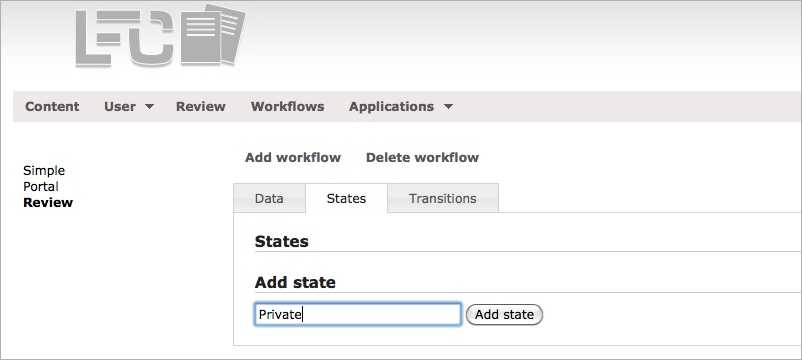 LFC
Content User Review Workflows Applications
Add workflow Delete workflow
Simple
Portal
Review
Data States Transitions
States
Add state
Private Add state